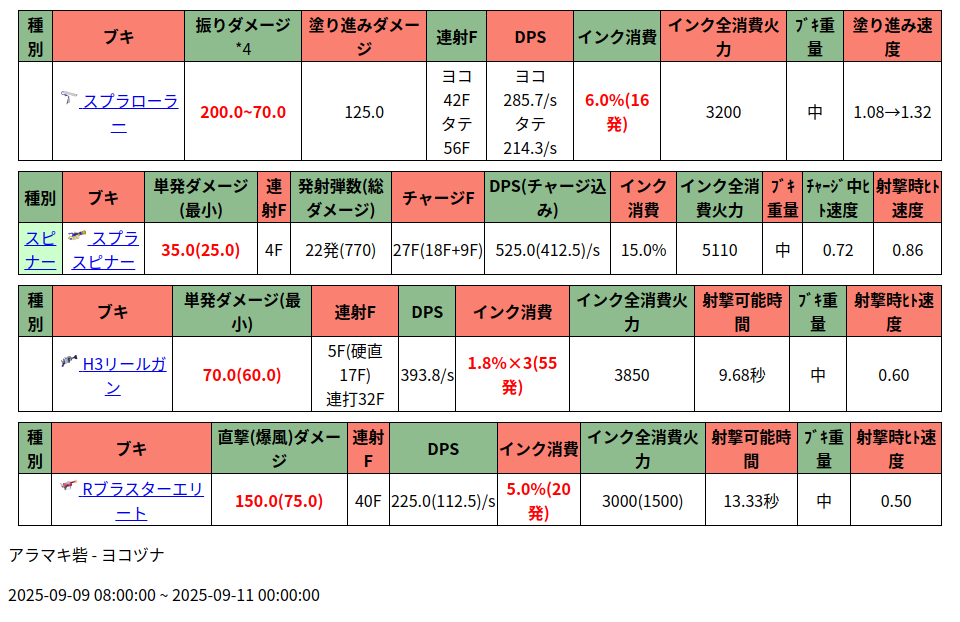 種別 ブキ 振りダメージ*4 塗り進みダメージ 連射F DPS インク消費 インク全消費火力 ﾌﾞｷ重量 塗り進み速度
スプラローラー 200.0~70.0 125.0 ヨコ 42F タテ 56F ヨコ 285.7/s タテ 214.3/s 6.0%(16発) 3200 中 1.08→1.32
種別 ブキ 単発ダメージ(最小) 連射F 発射弾数(総ダメージ) チャージF DPS(チャージ込み) インク消費 インク全消費火力 ﾌﾞｷ重量 ﾁｬｰｼﾞ中ﾋﾄ速度 射撃時ﾋﾄ速度
スピナー スプラスピナー 35.0(25.0) 4F 22発(770) 27F(18F+9F) 525.0(412.5)/s 15.0% 5110 中 0.72 0.86
種別 ブキ 単発ダメージ(最小) 連射F DPS インク消費 インク全消費火力 射撃可能時間 ﾌﾞｷ重量 射撃時ﾋﾄ速度
H3リールガン 70.0(60.0) 5F(硬直17F) 連打32F 393.8/s 1.8%×3(55発) 3850 9.68秒 中 0.60
種別 ブキ 直撃(爆風)ダメージ 連射F DPS インク消費 インク全消費火力 射撃可能時間 ﾌﾞｷ重量 射撃時ﾋﾄ速度
Rブラスターエリート 150.0(75.0) 40F 225.0(112.5)/s 5.0%(20発) 3000(1500) 13.33秒 中 0.50
アラマキ砦 - ヨコヅナ
2025-09-09 08:00:00 ~ 2025-09-11 00:00:00